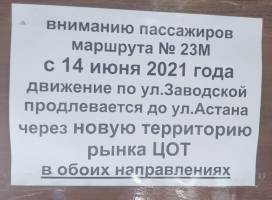 вниманию пассажиров
маршрута № 23М
с 14 июня 2021 года
движение по ул.Заводской
продлевается до ул.Астана
через новую территорию
рынка ЦОТ
в обоих направлениях